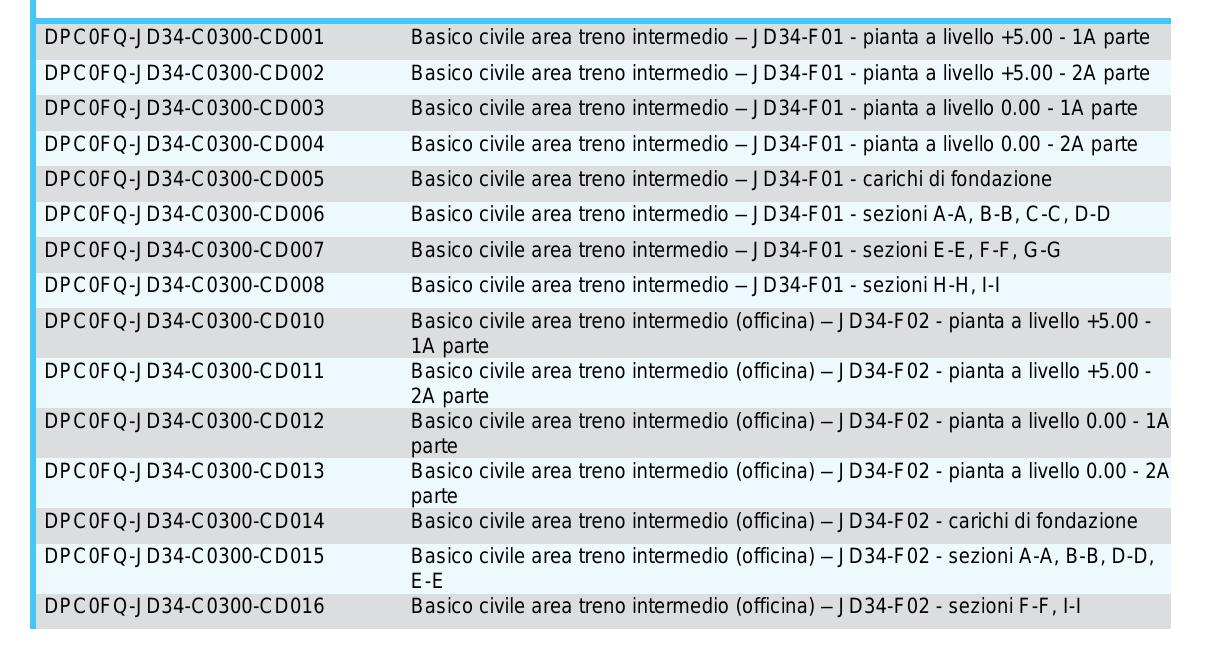 DPC0FQ-JD34-C0300-CD001 Basico civile area treno intermedio – JD34-F01 - pianta a livello +5.00 - 1A parte
DPC0FQ-JD34-C0300-CD002 Basico civile area treno intermedio – JD34-F01 - pianta a livello +5.00 - 2A parte
DPC0FQ-JD34-C0300-CD003 Basico civile area treno intermedio – JD34-F01 - pianta a livello 0.00 - 1A parte
DPC0FQ-JD34-C0300-CD004 Basico civile area treno intermedio – JD34-F01 - pianta a livello 0.00 - 2A parte
DPC0FQ-JD34-C0300-CD005 Basico civile area treno intermedio – JD34-F01 - carichi di fondazione
DPC0FQ-JD34-C0300-CD006 Basico civile area treno intermedio – JD34-F01 - sezioni A-A, B-B, C-C, D-D
DPC0FQ-JD34-C0300-CD007 Basico civile area treno intermedio – JD34-F01 - sezioni E-E, F-F, G-G
DPC0FQ-JD34-C0300-CD008 Basico civile area treno intermedio – JD34-F01 - sezioni H-H, I-I
DPC0FQ-JD34-C0300-CD010 Basico civile area treno intermedio (officina) – JD34-F02 - pianta a livello +5.00 -
1A parte
DPC0FQ-JD34-C0300-CD011 Basico civile area treno intermedio (officina) – JD34-F02 - pianta a livello +5.00 -
2A parte
DPC0FQ-JD34-C0300-CD012 Basico civile area treno intermedio (officina) – JD34-F02 - pianta a livello 0.00 - 1A
parte
DPC0FQ-JD34-C0300-CD013 Basico civile area treno intermedio (officina) – JD34-F02 - pianta a livello 0.00 - 2A
parte
DPC0FQ-JD34-C0300-CD014 Basico civile area treno intermedio (officina) – JD34-F02 - carichi di fondazione
DPC0FQ-JD34-C0300-CD015 Basico civile area treno intermedio (officina) – JD34-F02 - sezioni A-A, B-B, D-D,
E-E
DPC0FQ-JD34-C0300-CD016 Basico civile area treno intermedio (officina) – JD34-F02 - sezioni F-F, I-I